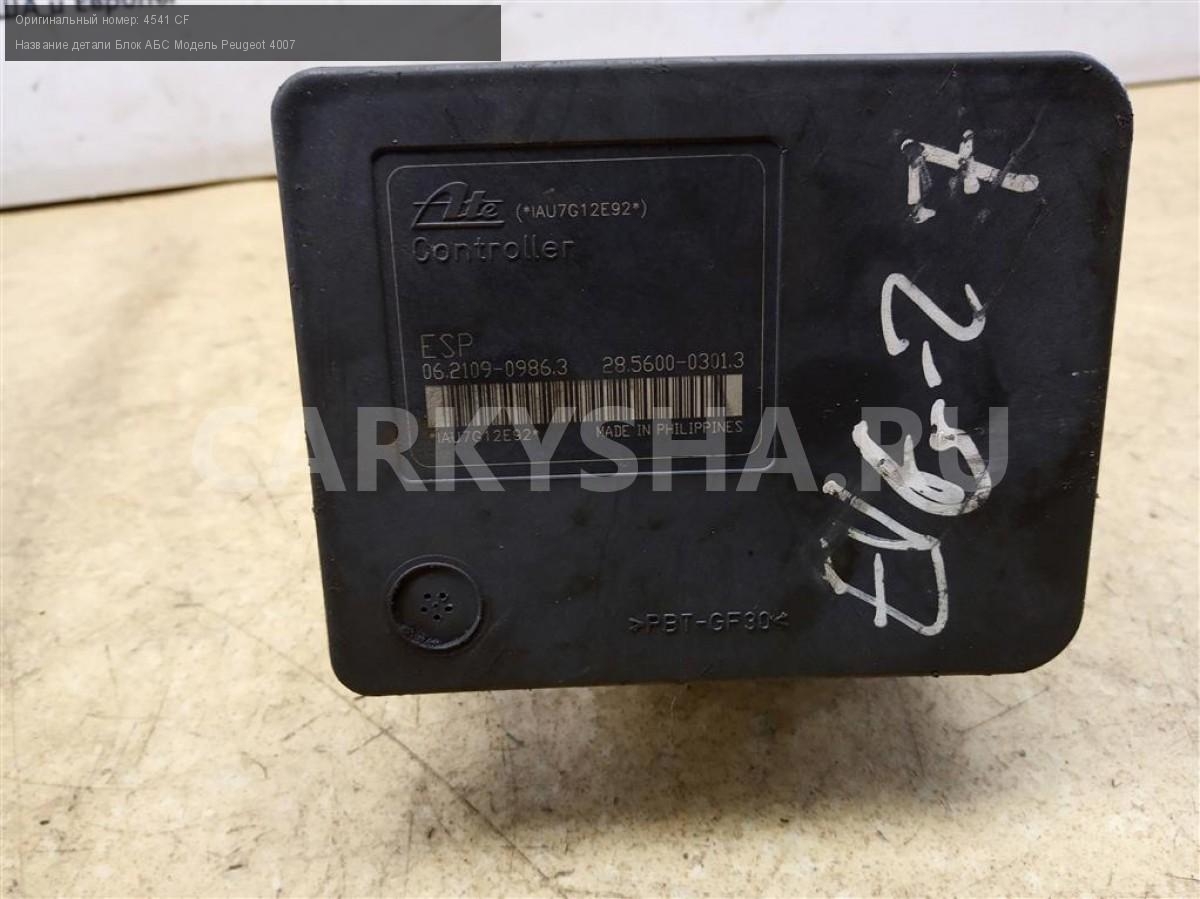 Оригинальный номер: 4541 CF
Название детали Блок АБС Модель Peugeot 4007
Ate (*IAU7G12E92*)
Controller
ESP
06.2109-0986.3 28.5600-0301.3
*IAU7G12E92* MADE IN PHILIPPINES
CARKYSHA.RU
>PBT-GF30<